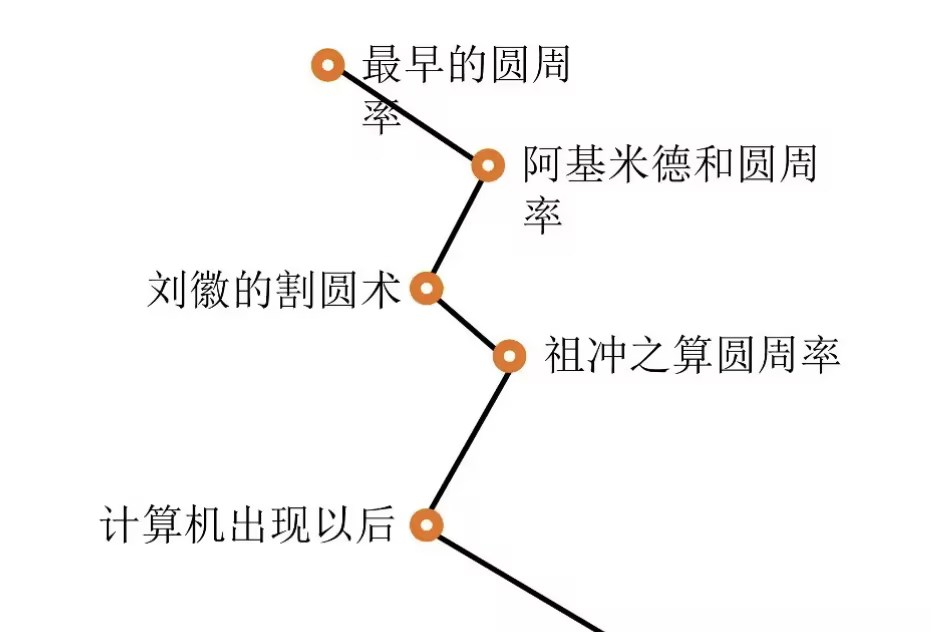 最早的圆周
率
阿基米德和圆周
率
刘徽的割圆术
祖冲之算圆周率
计算机出现以后